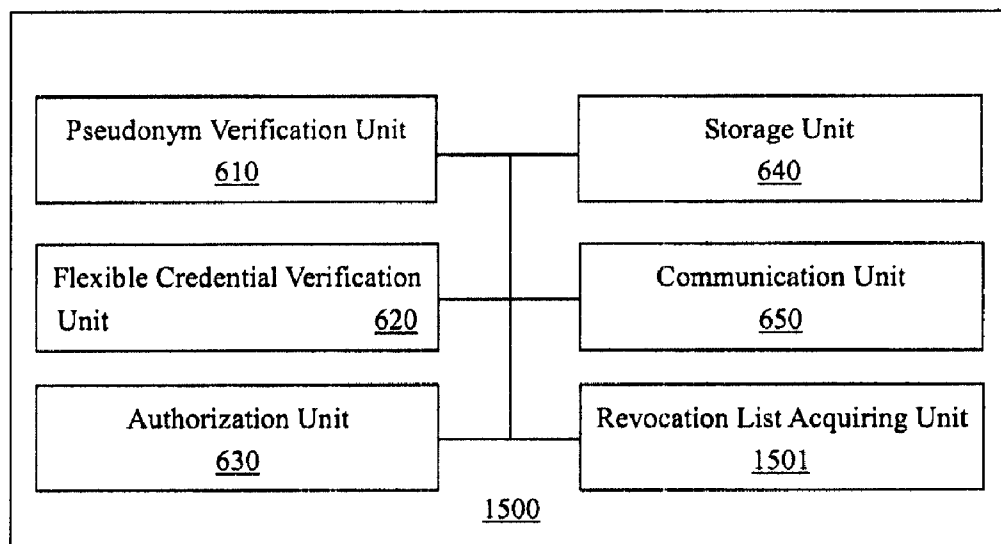 Pseudonym Verification Unit
610
Storage Unit
640
Flexible Credential Verification
Unit 620
Communication Unit
650
Authorization Unit
630
Revocation List Acquiring Unit
1501
1500